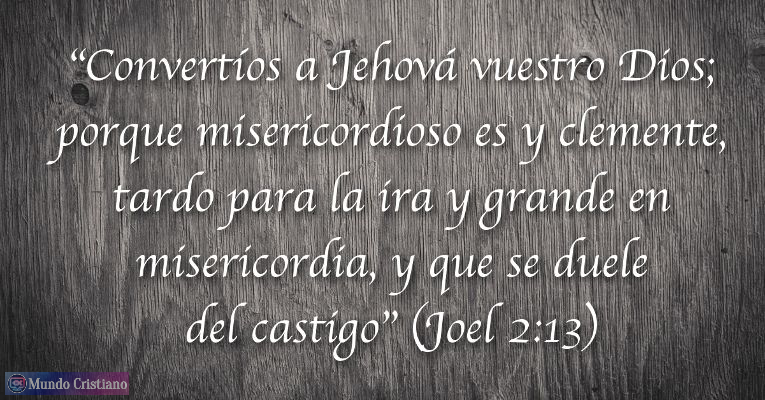 “Convertíos a Jehová vuestro Dios;
porque misericordioso es y clemente,
tardo para la ira y grande en
misericordia, y que se duele
del castigo” (Joel 2:13)
Mundo Cristiano